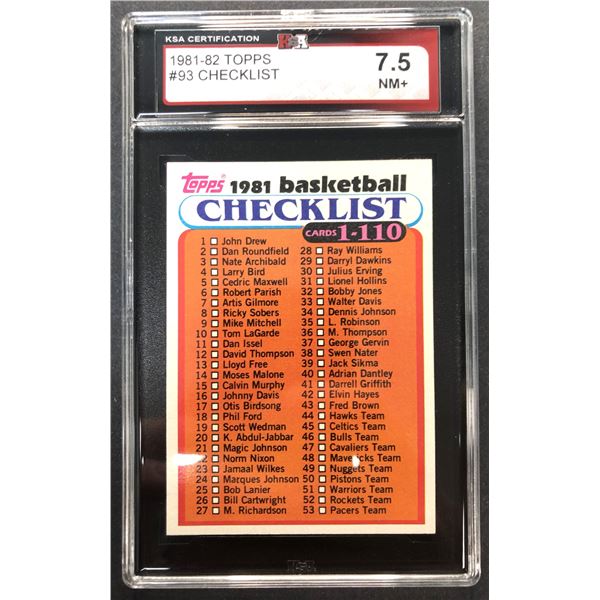 KSA CERTIFICATION KSA
1981-82 TOPPS
#93 CHECKLIST
7.5
NM+
Topps 1981 basketball
CHECKLIST
CARDS 1-110
1 John Drew
2 Dan Roundfield
3 Nate Archibald
4 Larry Bird
5 Cedric Maxwell
6 Robert Parish
7 Artis Gilmore
8 Ricky Sobers
9 Mike Mitchell
10 Tom LaGarde
11 Dan Issel
12 David Thompson
13 Lloyd Free
14 Moses Malone
15 Calvin Murphy
16 Johnny Davis
17 Otis Birdsong
18 Phil Ford
19 Scott Wedman
20 K. Abdul-Jabbar
21 Magic Johnson
22 Norm Nixon
23 Jamaal Wilkes
24 Marques Johnson
25 Bob Lanier
26 Bill Cartwright
27 M. Richardson
28 Ray Williams
29 Darryl Dawkins
30 Julius Erving
31 Lionel Hollins
32 Bobby Jones
33 Walter Davis
34 Dennis Johnson
35 L. Robinson
36 M. Thompson
37 George Gervin
38 Swen Nater
39 Jack Sikma
40 Adrian Dantley
41 Darrell Griffith
42 Elvin Hayes
43 Fred Brown
44 Hawks Team
45 Celtics Team
46 Bulls Team
47 Cavaliers Team
48 Mavericks Team
49 Nuggets Team
50 Pistons Team
51 Warriors Team
52 Rockets Team
53 Pacers Team